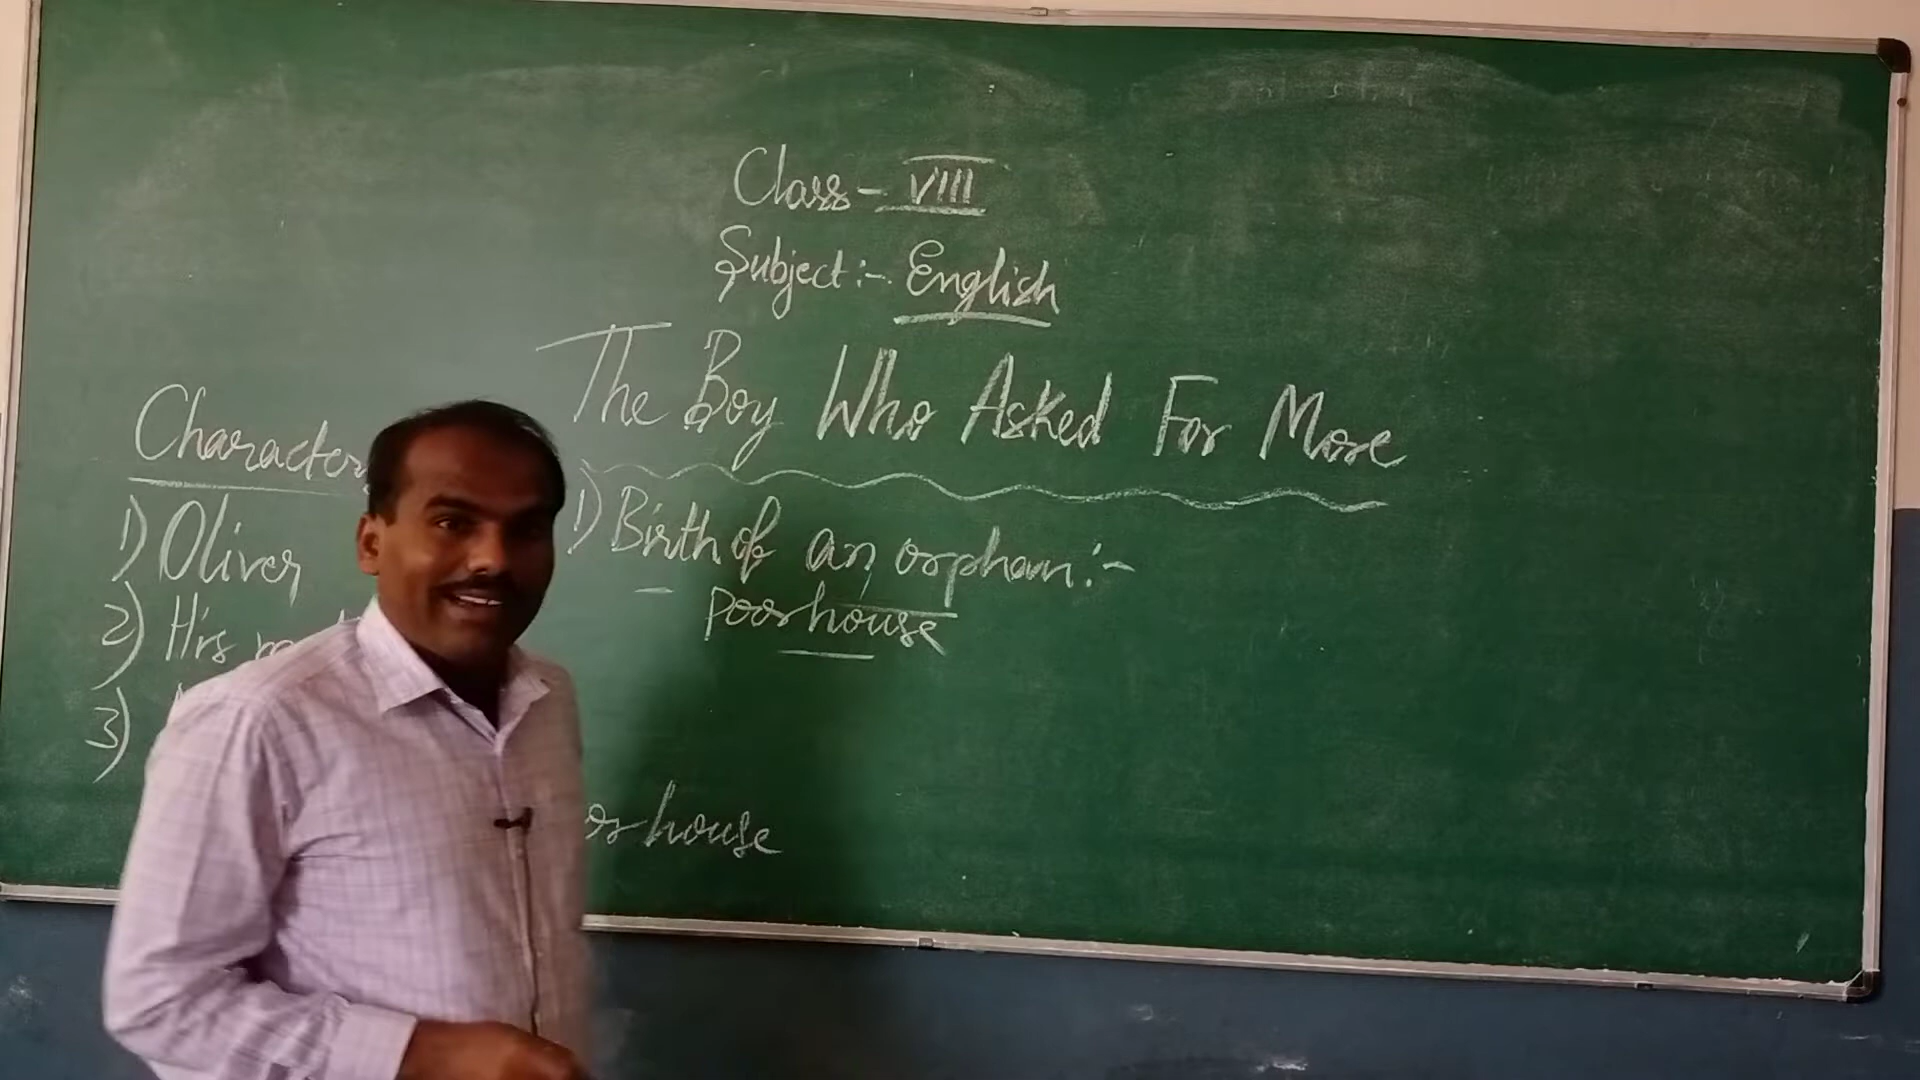 Class - VIII
Subject :- English
The Boy Who Asked For More
Character
1) Oliver
2) His
3)
1) Birth of an orphan :-
Poorhouse
house